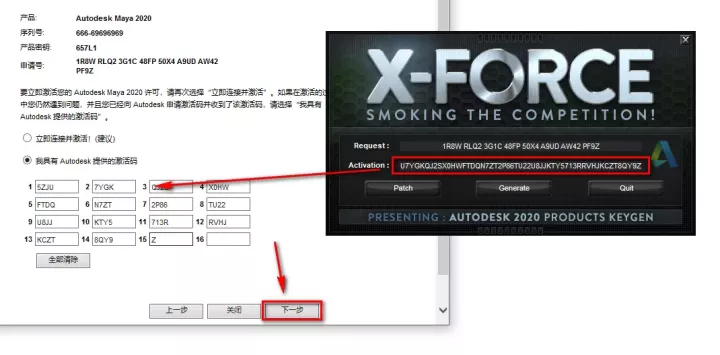 产品: Autodesk Maya 2020
序列号: 666-69696969
产品密钥: 657L1
申请号: 1R8W RLQ2 3G1C 48FP 50X4 A9UD AW42
PF9Z
要立即激活您的 Autodesk Maya 2020 许可，请再次选择“立即连并激活”。如果在激活的过
中您仍然遇到问题，并且您已经向 Autodesk 申请激活码并收到了该激活码，请选择“我具有
Autodesk 提供的激活码”。
立即连接并激活! (建议)
我具有 Autodesk 提供的激活码
1 5ZJU 2 7YGK 3 4 X0HW
5 FTDQ 6 N7ZT 7 2P86 8 TU22
9 U8JJ 10 KTY5 11 713R 12 RVHJ
13 KCZT 14 8QY9 15 Z 16
全部清除
上一步 关闭 下一步
X-FORCE
SMOKING THE COMPETITION!
Request : 1R8W RLQ2 3G1C 48FP 50X4 A9UD AW42 PF9Z
Activation : U7YGKQJ2SX0HWFTDQN7ZT2P86TU22U8JJKTY5713RRVHJKCZT8QY9Z
Patch Generate Quit
PRESENTING : AUTODESK 2020 PRODUCTS KEYGEN